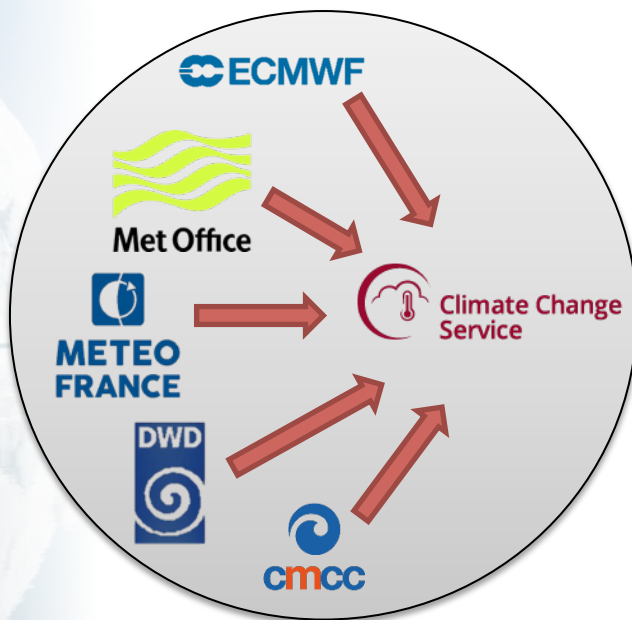 ECMWF
Met Office
METEO
FRANCE
Climate Change
Service
DWD
cmcc